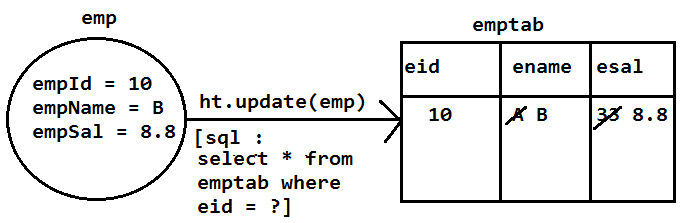 emp
empId = 10
empName = B
empSal = 8.8
ht.update(emp)
[sql :
select * from
emptab where
eid = ?]
emptab
eid ename esal
10 A B 33 8.8